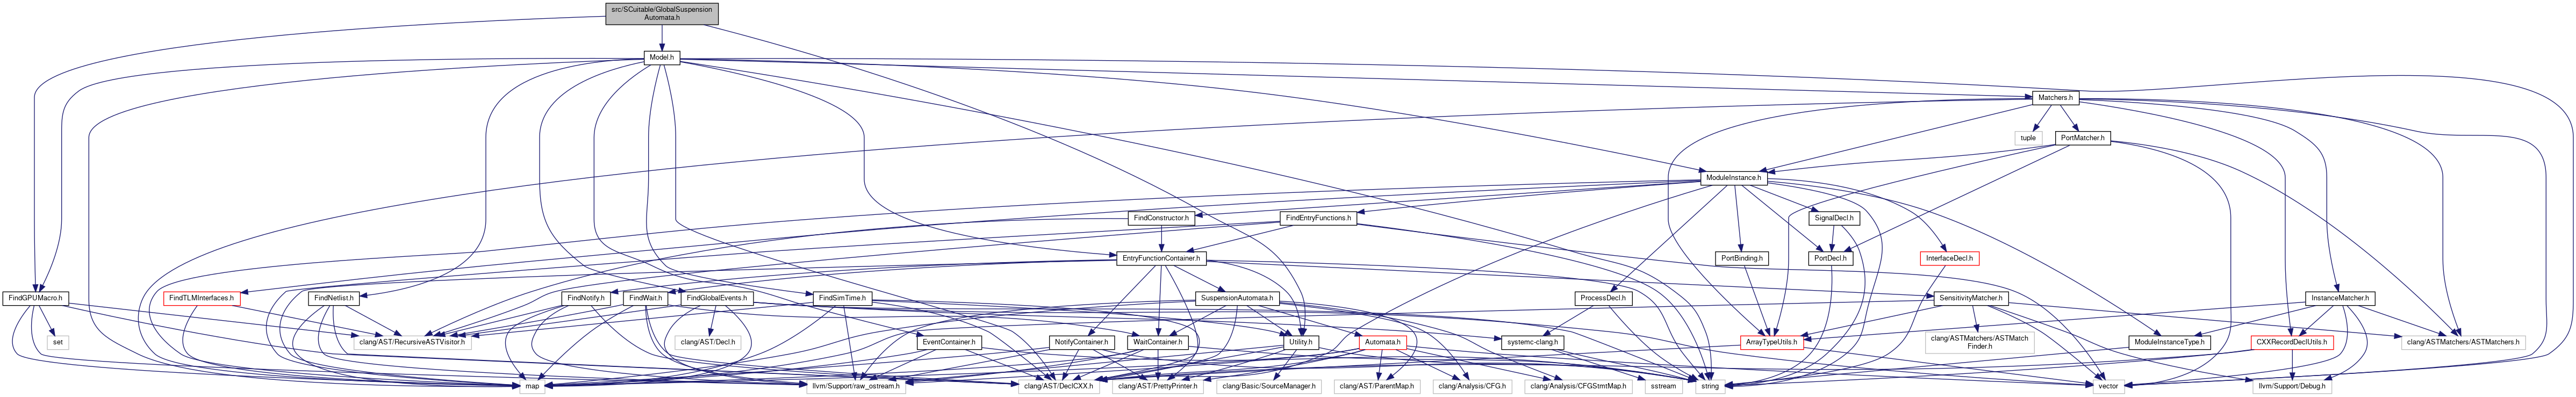 src/SCuitable/GlobalSuspension
Automata.h
Model.h
Matchers.h
tuple
PortMatcher.h
ModuleInstance.h
FindConstructor.h
FindEntryFunctions.h
SignalDecl.h
EntryFunctionContainer.h
PortBinding.h
PortDecl.h
InterfaceDecl.h
FindGPUMacro.h
FindTLMInterfaces.h
FindNetlist.h
FindNotify.h
FindWait.h
FindGlobalEvents.h
FindSimTime.h
SuspensionAutomata.h
ProcessDecl.h
SensitivityMatcher.h
InstanceMatcher.h
set
clang/AST/RecursiveASTVisitor.h
clang/AST/Decl.h
EventContainer.h
NotifyContainer.h
WaitContainer.h
Utility.h
Automata.h
systemc-clang.h
ArrayTypeUtils.h
clang/ASTMatchers/ASTMatch
Finder.h
ModuleInstanceType.h
CXXRecordDeclUtils.h
clang/ASTMatchers/ASTMatchers.h
map
llvm/Support/raw_ostream.h
clang/AST/DeclCXX.h
clang/AST/PrettyPrinter.h
clang/Basic/SourceManager.h
clang/AST/ParentMap.h
clang/Analysis/CFG.h
clang/Analysis/CFGStmtMap.h
sstream
string
vector
llvm/Support/Debug.h